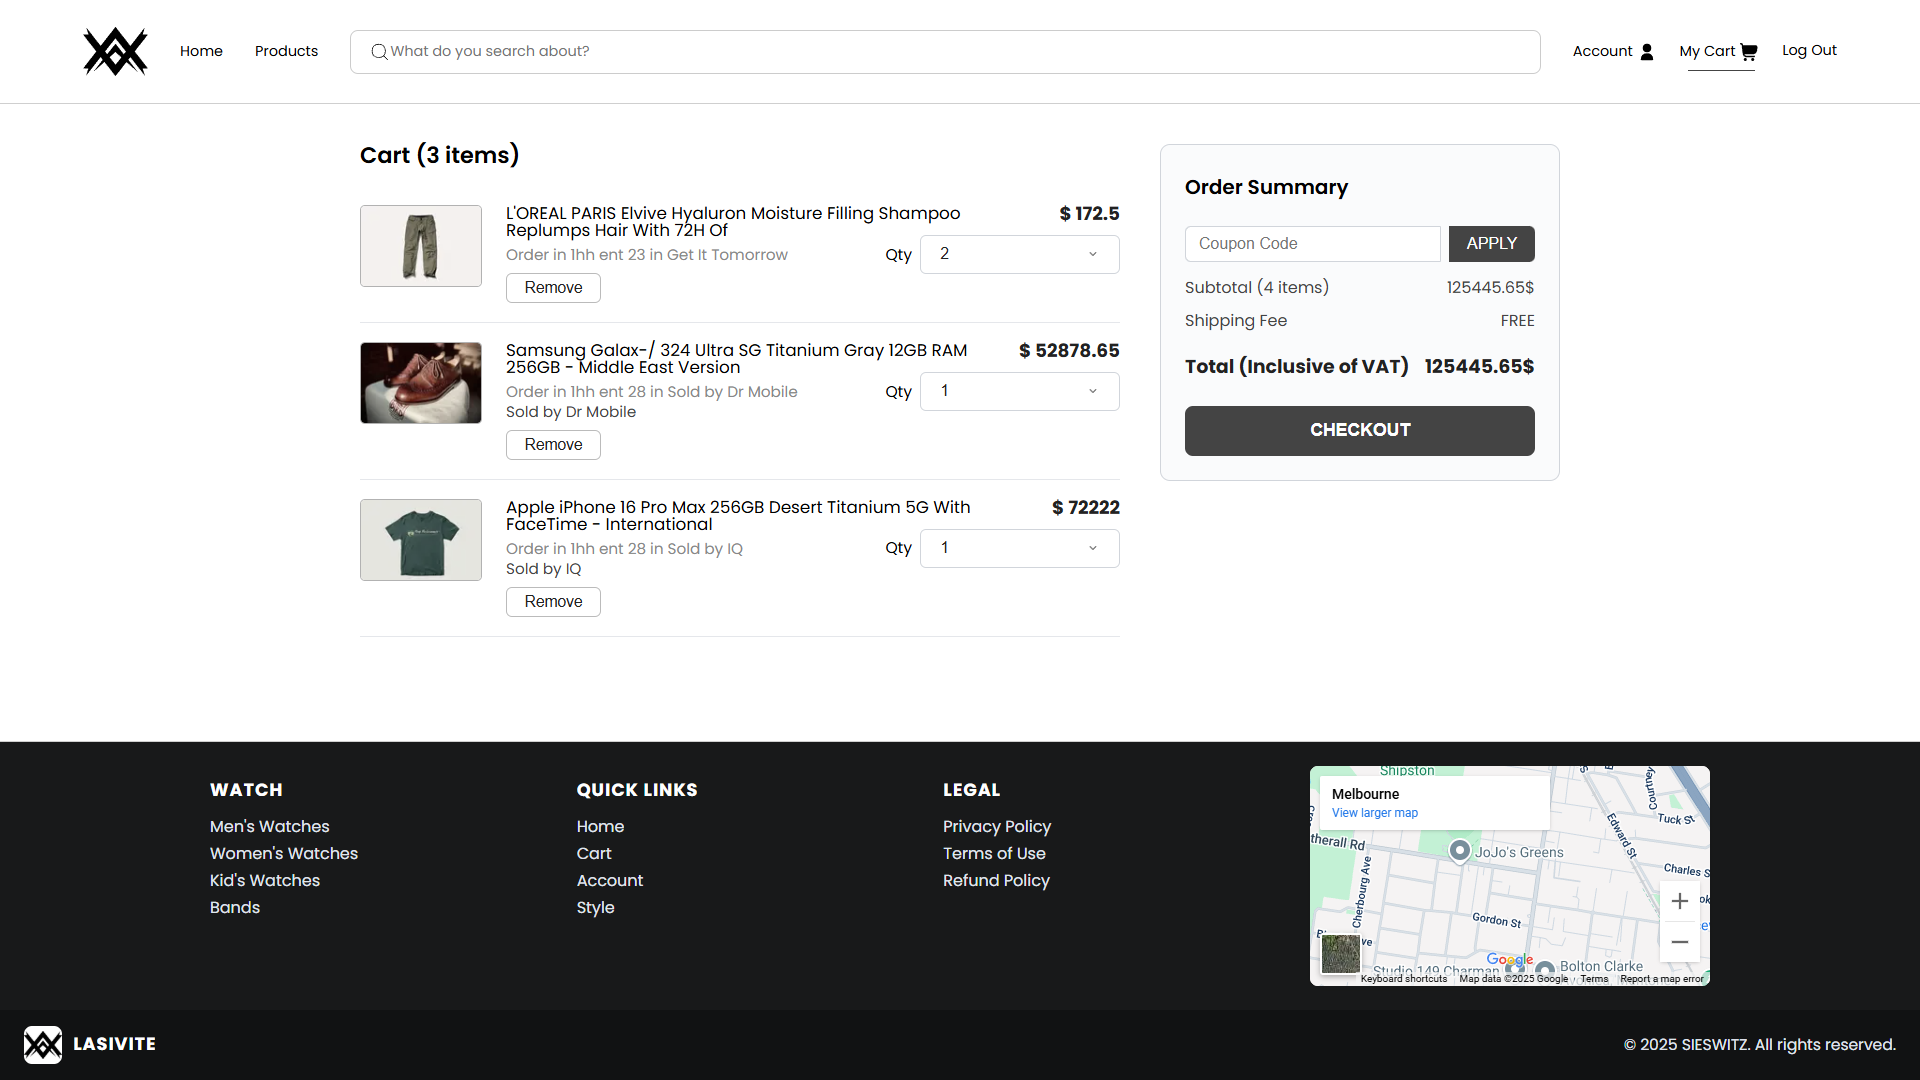 Home
Products
What do you search about?
Account
My Cart
Log Out
Cart (3 items)
L'OREAL PARIS Elvive Hyaluron Moisture Filling Shampoo
Replumps Hair With 72H Of
$ 172.5
Order in 1hh ent 23 in Get It Tomorrow
Qty
2
Remove
Samsung Galax-/ 324 Ultra SG Titanium Gray 12GB RAM
256GB - Middle East Version
$ 52878.65
Order in 1hh ent 28 in Sold by Dr Mobile
Sold by Dr Mobile
Qty
1
Remove
Apple iPhone 16 Pro Max 256GB Desert Titanium 5G With
FaceTime - International
$ 72222
Order in 1hh ent 28 in Sold by IQ
Sold by IQ
Qty
1
Remove
Order Summary
Coupon Code
APPLY
Subtotal (4 items)
125445.65$
Shipping Fee
FREE
Total (Inclusive of VAT)
125445.65$
CHECKOUT
WATCH
Men's Watches
Women's Watches
Kid's Watches
Bands
QUICK LINKS
Home
Cart
Account
Style
LEGAL
Privacy Policy
Terms of Use
Refund Policy
Shipston
Melbourne
View larger map
Courtney
Tuck St
Edward St
therall Rd
JoJo's Greens
Charles S
Cherbourg Ave
Gordon St
Google
Studio 149 Charman
Bolton Clarke
Keyboard shortcuts
Map data ©2025 Google
Terms
Report a map error
LASIVITE
© 2025 SIESWITZ. All rights reserved.